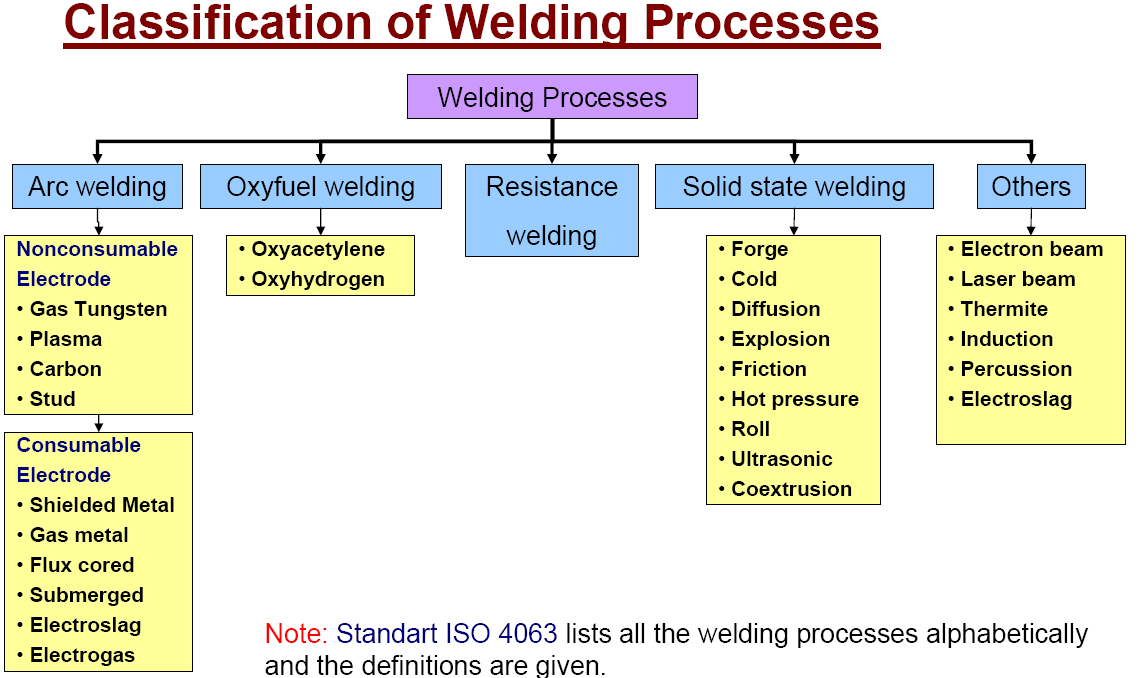 Classification of Welding Processes
Welding Processes
Arc welding
Nonconsumable
Electrode
• Gas Tungsten
• Plasma
• Carbon
• Stud
Consumable
Electrode
• Shielded Metal
• Gas metal
• Flux cored
• Submerged
• Electroslag
• Electrogas
Oxyfuel welding
• Oxyacetylene
• Oxyhydrogen
Resistance
welding
Solid state welding
• Forge
• Cold
• Diffusion
• Explosion
• Friction
• Hot pressure
• Roll
• Ultrasonic
• Coextrusion
Others
• Electron beam
• Laser beam
• Thermite
• Induction
• Percussion
• Electroslag
Note: Standart ISO 4063 lists all the welding processes alphabetically
and the definitions are given.